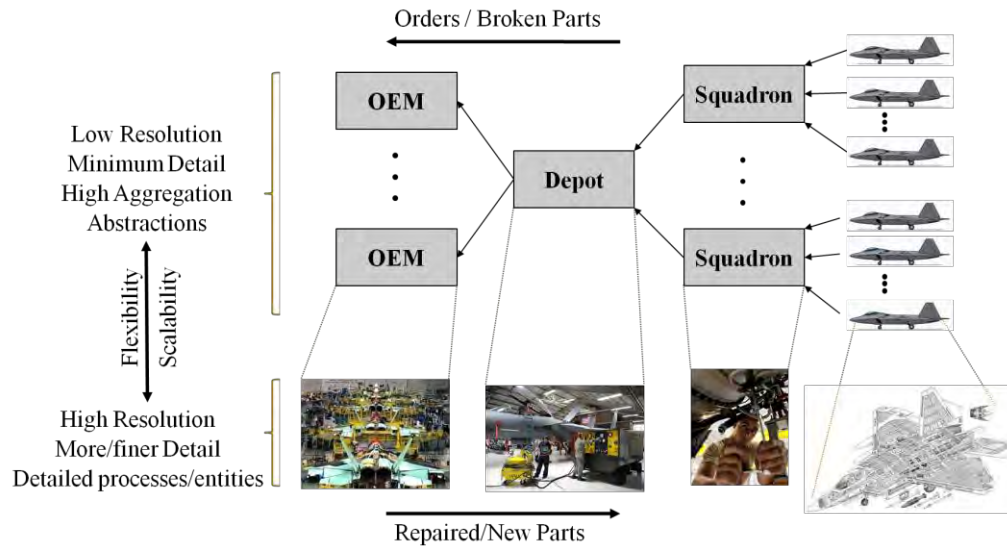 Orders / Broken Parts
OEM
Squadron
Low Resolution
Minimum Detail
High Aggregation
Abstractions
Depot
OEM
Squadron
Flexibility
Scalability
High Resolution
More/finer Detail
Detailed processes/entities
Repaired/New Parts